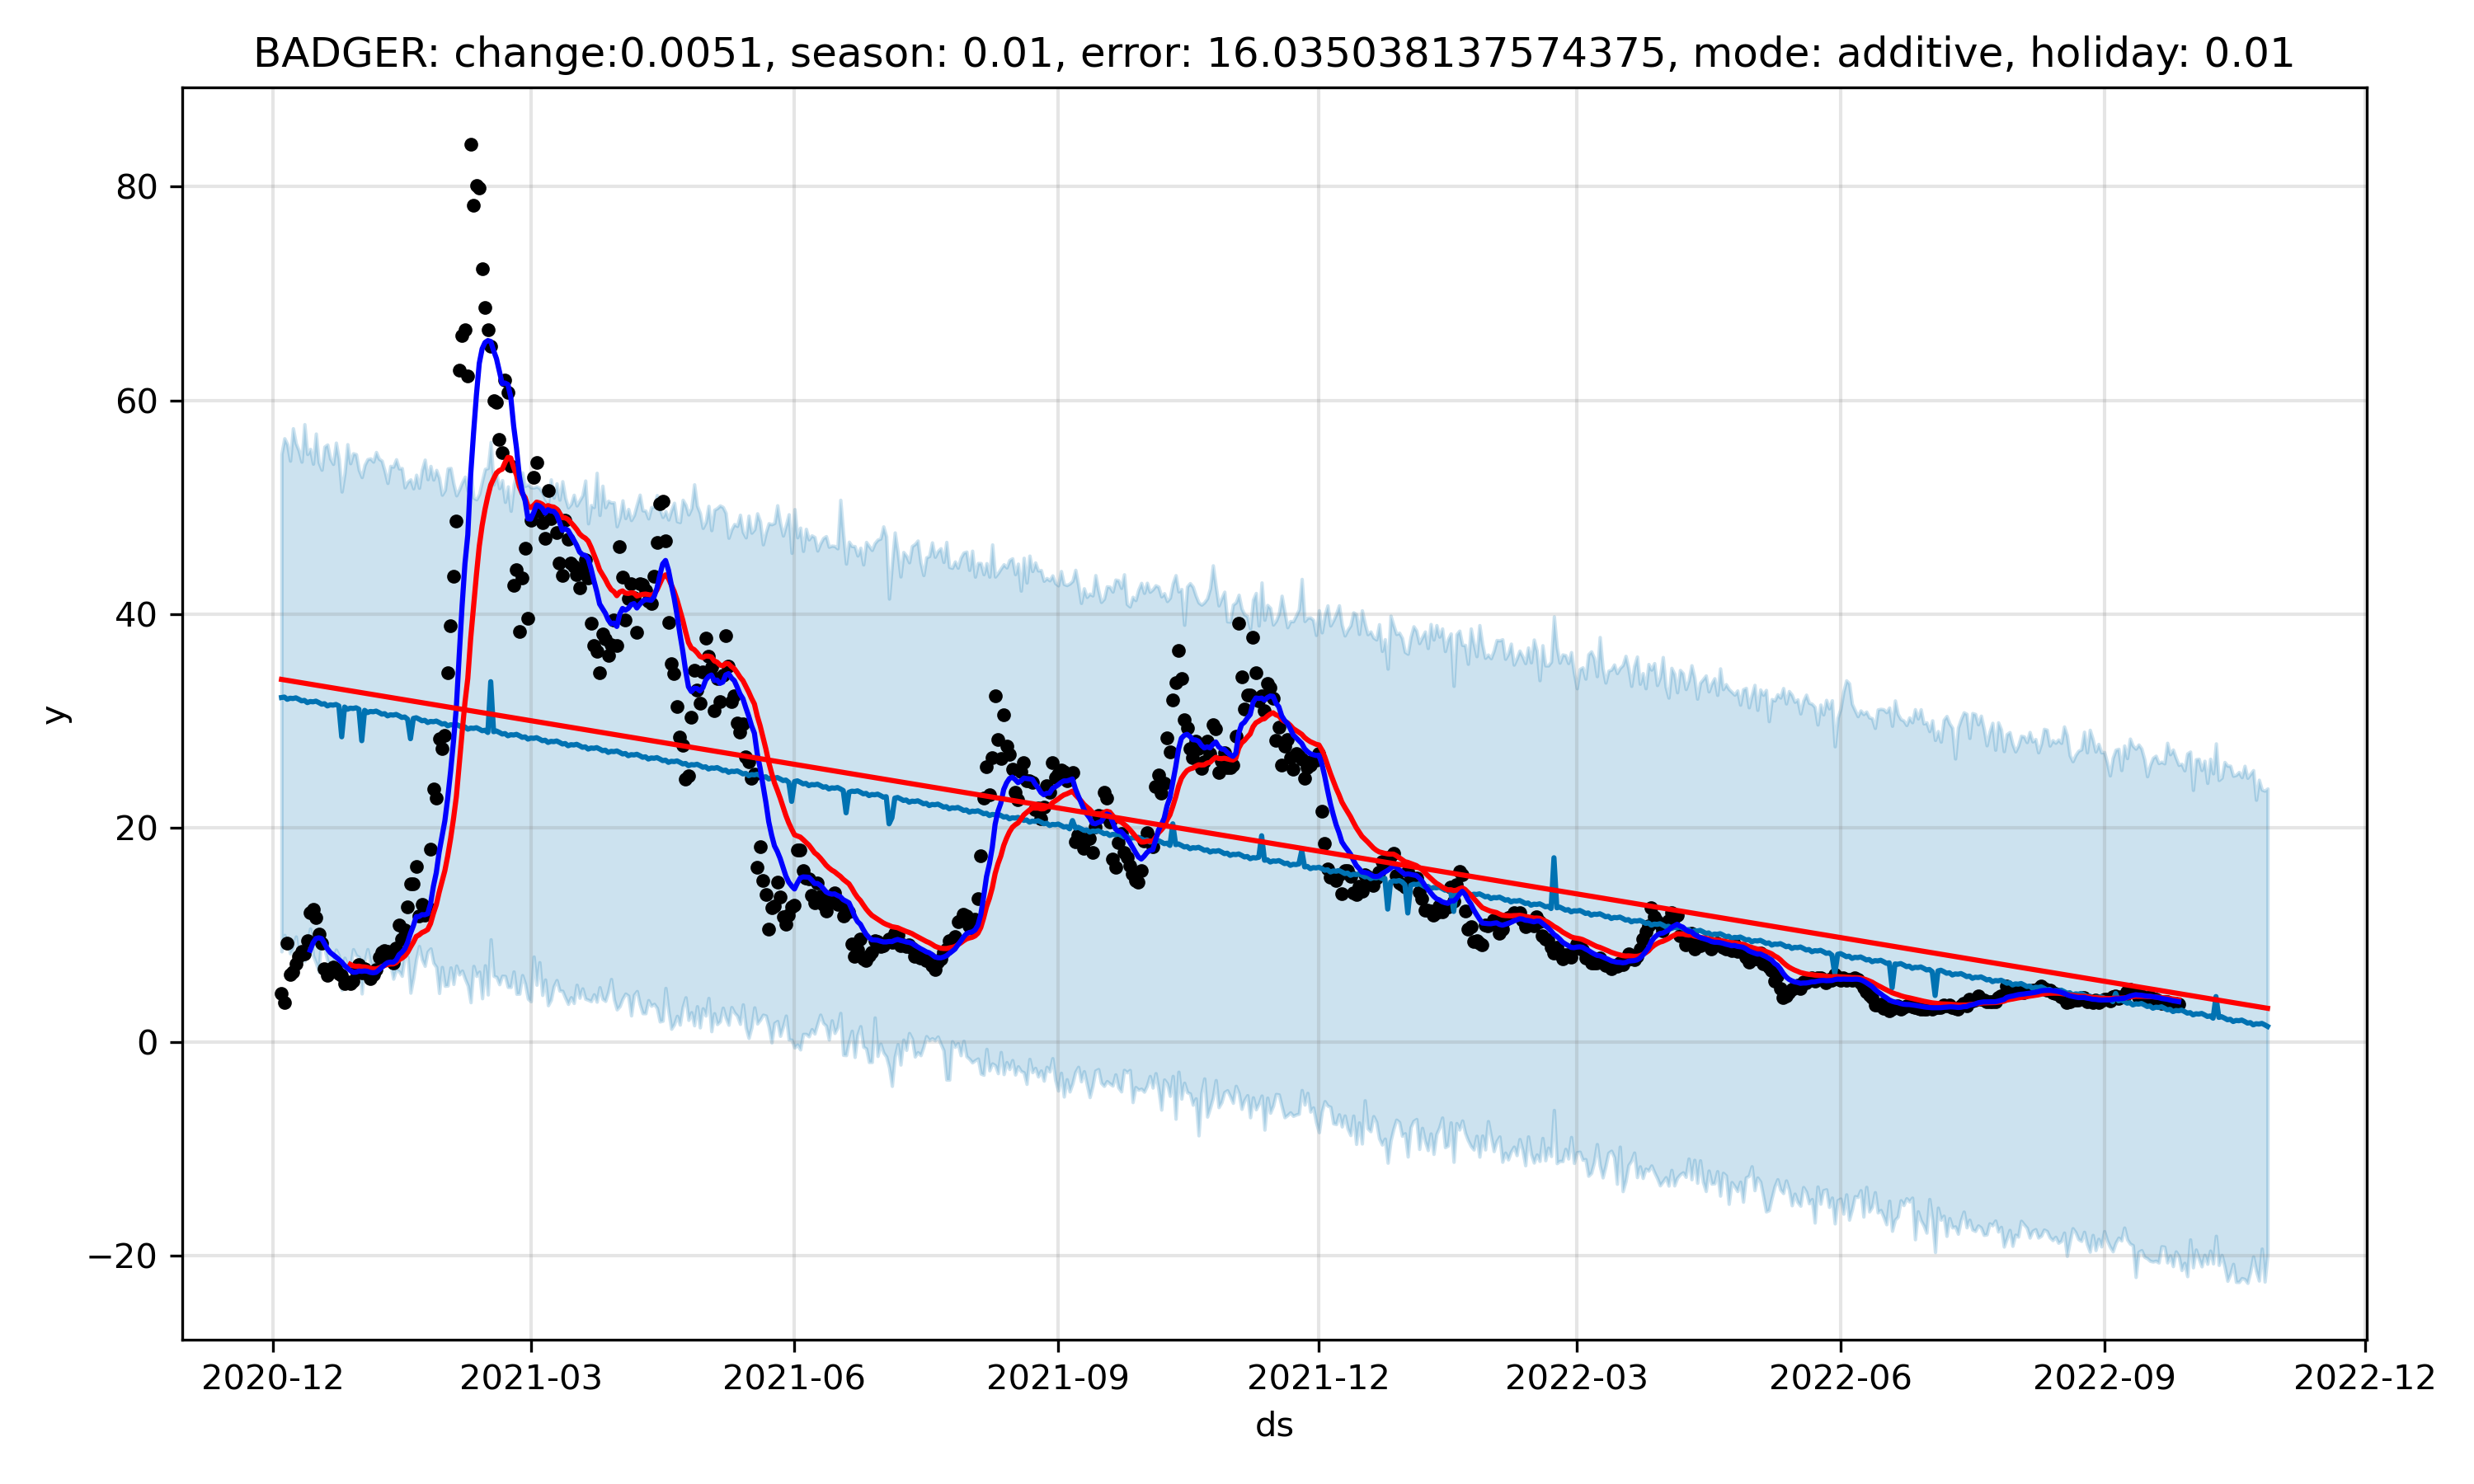 BADGER: change:0.0051, season: 0.01, error: 16.035038137574375, mode: additive, holiday: 0.01
80
60
40
20
0
−20
y
2020-12 2021-03 2021-06 2021-09 2021-12 2022-03 2022-06 2022-09 2022-12
ds